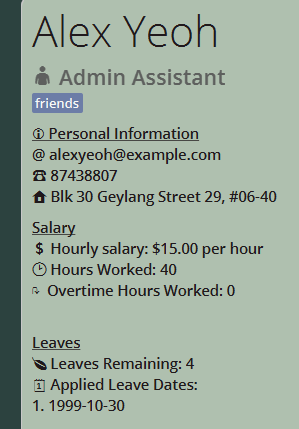 Alex Yeoh
Admin Assistant
friends
Personal Information
@ alexyeoh@example.com
87438807
Blk 30 Geylang Street 29, #06-40
Salary
$ Hourly salary: $15.00 per hour
Hours Worked: 40
Overtime Hours Worked: 0
Leaves
Leaves Remaining: 4
Applied Leave Dates:
1. 1999-10-30